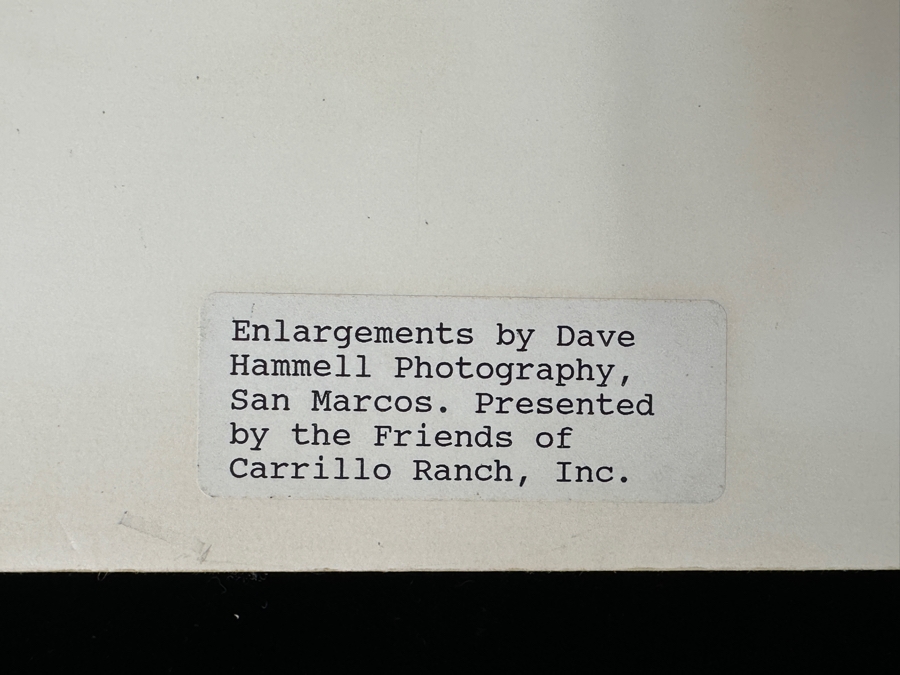 Enlargements by Dave
Hammell Photography,
San Marcos. Presented
by the Friends of
Carrillo Ranch, Inc.